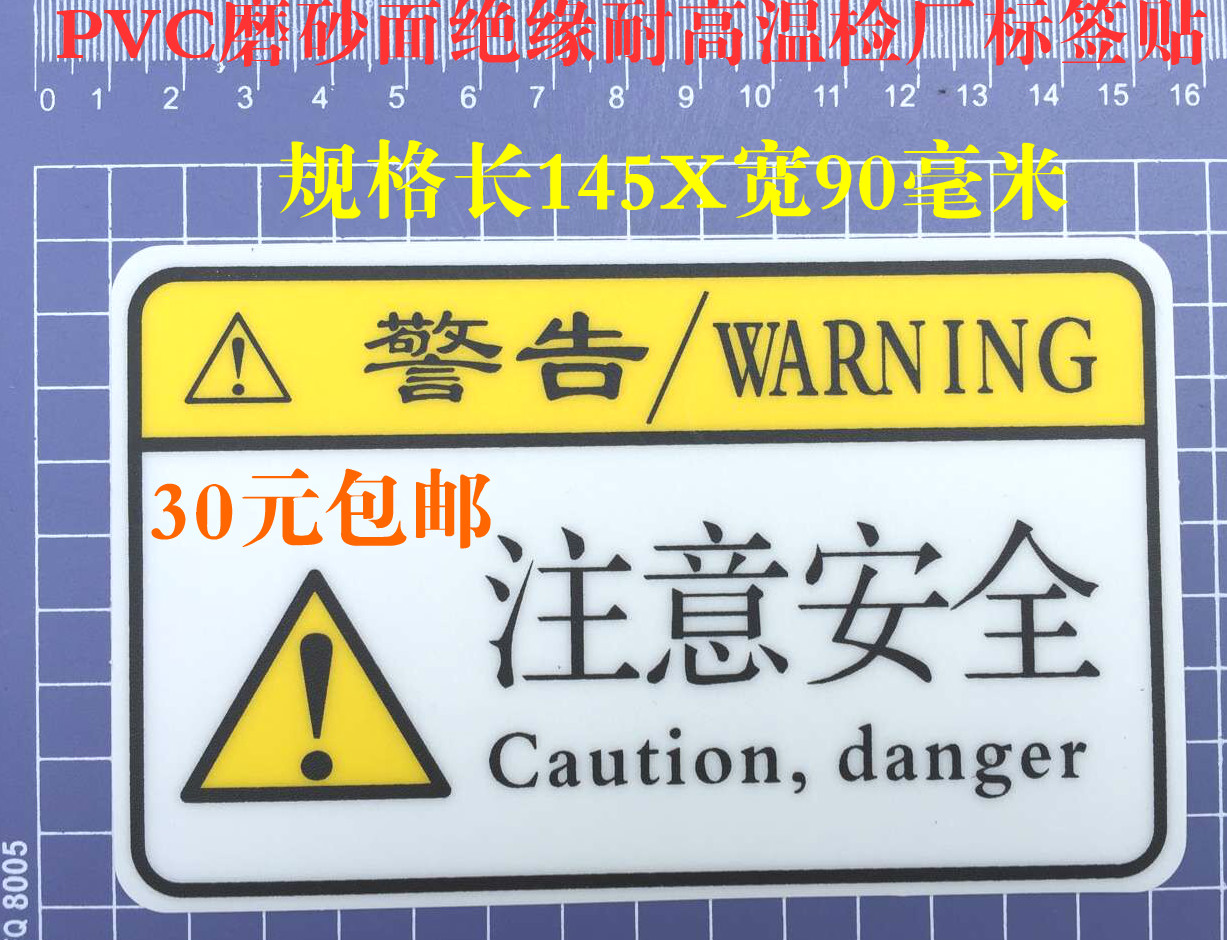 PVC磨砂面绝缘耐高温检厂标签贴
0 1 2 3 4 5 6 7 8 9 10 11 12 13 14 15 16
规格长145X宽90毫米
警告/WARNING
30元包邮
注意安全
Caution, danger
Q 8005